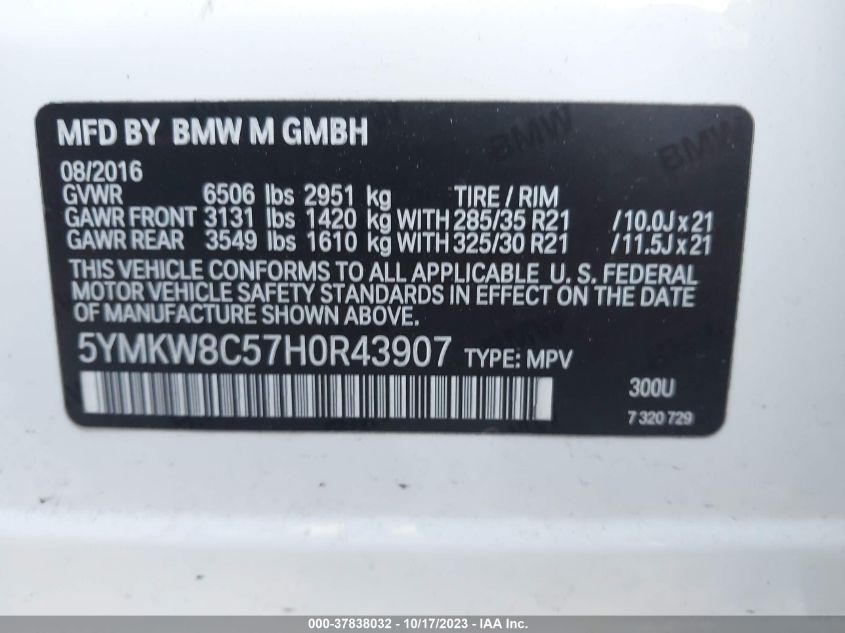 MFD BY BMW M GMBH
08/2016
GVWR 6506 lbs 2951 kg TIRE / RIM
GAWR FRONT 3131 lbs 1420 kg WITH 285/35 R21 /10.0J x 21
GAWR REAR 3549 lbs 1610 kg WITH 325/30 R21 /11.5J x 21
THIS VEHICLE CONFORMS TO ALL APPLICABLE U. S. FEDERAL
MOTOR VEHICLE SAFETY STANDARDS IN EFFECT ON THE DATE
OF MANUFACTURE SHOWN ABOVE.
5YMKW8C57H0R43907 TYPE: MPV
300U
7 320 729
BMW
BMW
000-37838032 - 10/17/2023 - IAA Inc.